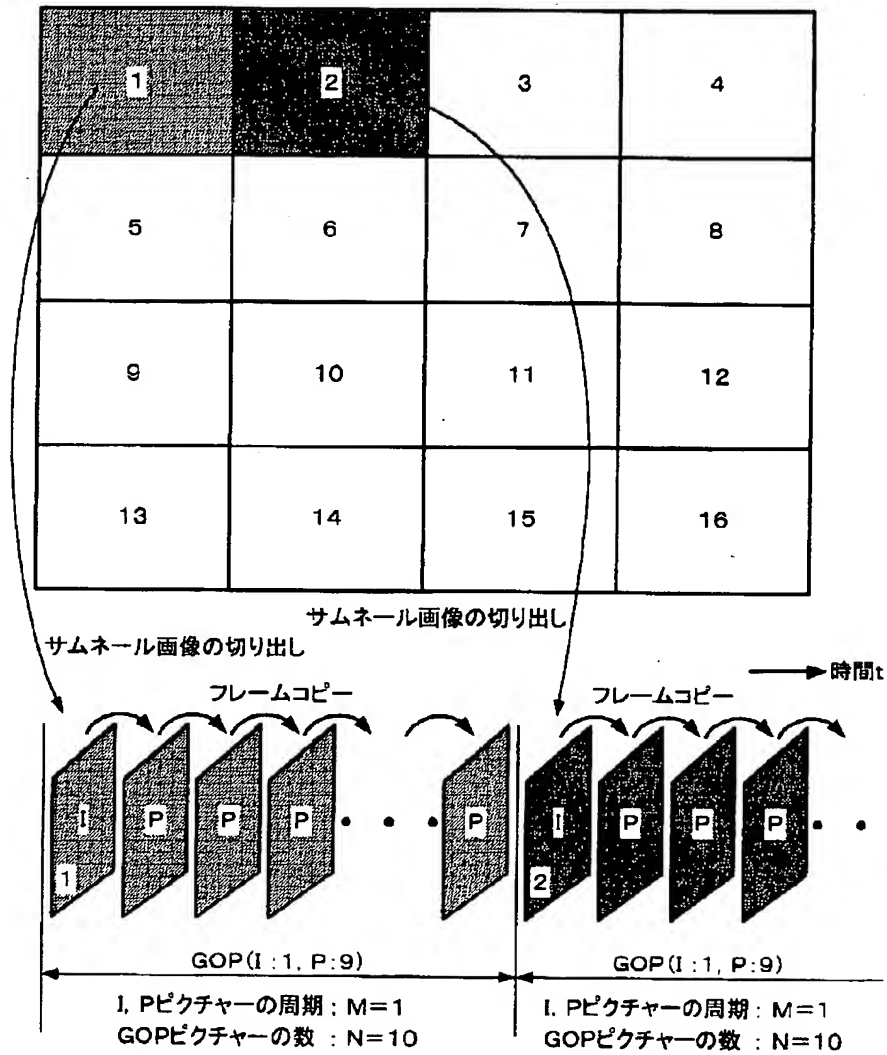 1 2 3 4
5 6 7 8
9 10 11 12
13 14 15 16
サムネール画像の切り出し
サムネール画像の切り出し
時間t
フレームコピー フレームコピー
I P P P ・・・ P I P P P ・・
1 2
GOP(I:1, P:9) GOP(I:1, P:9)
I, Pピクチャーの周期: M=1 I, Pピクチャーの周期: M=1
GOPピクチャーの数 : N=10 GOPピクチャーの数 : N=10